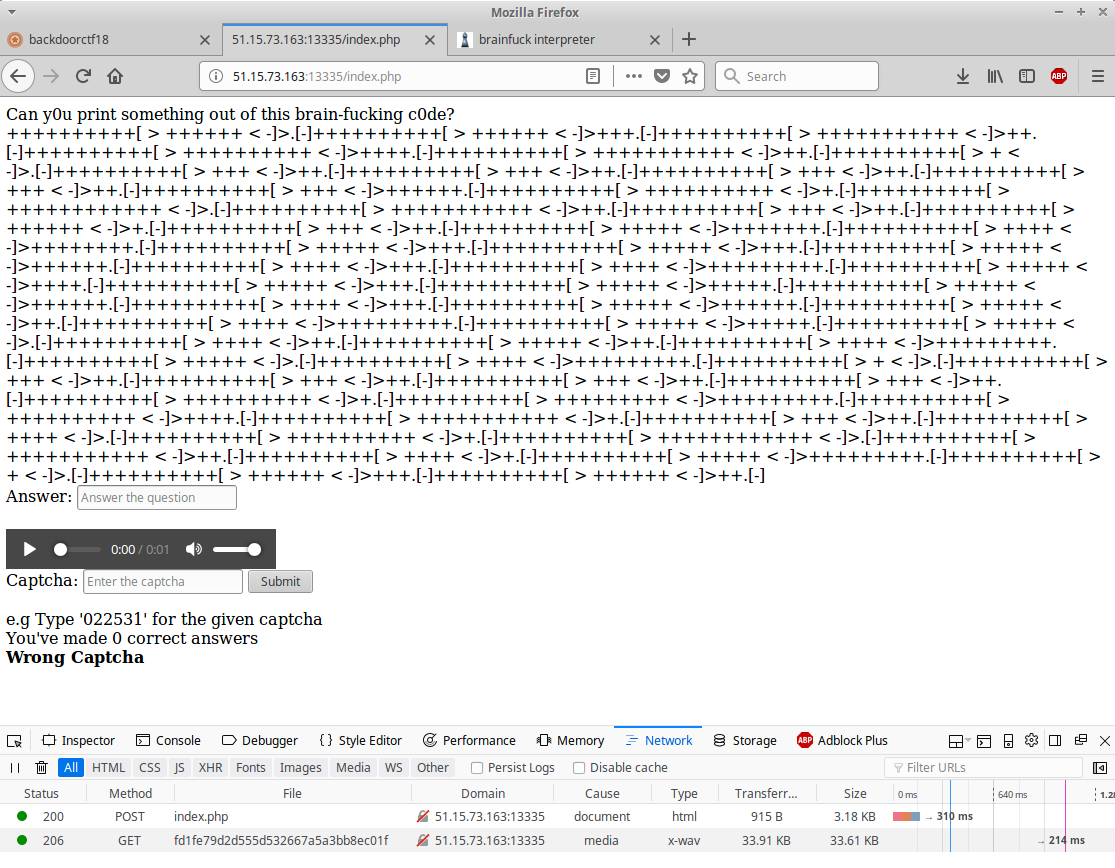 Mozilla Firefox
backdoorctf18
51.15.73.163:13335/index.php
brainfuck interpreter
51.15.73.163:13335/index.php
Search
Can y0u print something out of this brain-fucking c0de?
++++++++++[ > ++++++ < -]>.[-]++++++++++[ > ++++++ < -]>+++.[-]++++++++++[ > +++++++++++ < -]>++.
[-]++++++++++[ > ++++++++++ < -]>++++.[-]++++++++++[ > +++++++++++ < -]>++.[-]++++++++++[ > + <
-]>.[-]++++++++++[ > +++ < -]>++.[-]++++++++++[ > +++ < -]>++.[-]++++++++++[ > +++ < -]>++.[-]++++++++++[ >
+++ < -]>++.[-]++++++++++[ > +++ < -]>++++++.[-]++++++++++[ > ++++++++++ < -]>+.[-]++++++++++[ >
++++++++++++ < -]>.[-]++++++++++[ > +++++++++++ < -]>++.[-]++++++++++[ > +++ < -]>++.[-]++++++++++[ >
++++++ < -]>+.[-]++++++++++[ > +++ < -]>++.[-]++++++++++[ > +++++ < -]>+++++++.[-]++++++++++[ > ++++ <
-]>++++++++.[-]++++++++++[ > +++++ < -]>+++.[-]++++++++++[ > +++++ < -]>+++.[-]++++++++++[ > +++++ <
-]>++++++.[-]++++++++++[ > ++++ < -]>+++.[-]++++++++++[ > ++++ < -]>+++++++++.[-]++++++++++[ > +++++ <
-]>++++.[-]++++++++++[ > +++++ < -]>+++.[-]++++++++++[ > +++++ < -]>+++++.[-]++++++++++[ > +++++ <
-]>++++++.[-]++++++++++[ > ++++ < -]>+++.[-]++++++++++[ > +++++ < -]>++++++.[-]++++++++++[ > +++++ <
-]>++.[-]++++++++++[ > ++++ < -]>+++++++++.[-]++++++++++[ > +++++ < -]>+++++.[-]++++++++++[ > +++++ <
-]>.[-]++++++++++[ > ++++ < -]>++.[-]++++++++++[ > +++++ < -]>++.[-]++++++++++[ > ++++ < -]>+++++++++.
[-]++++++++++[ > +++++ < -]>.[-]++++++++++[ > ++++ < -]>+++++++++.[-]++++++++++[ > + < -]>.[-]++++++++++[ >
+++ < -]>++.[-]++++++++++[ > +++ < -]>++.[-]++++++++++[ > +++ < -]>++.[-]++++++++++[ > +++ < -]>++.
[-]++++++++++[ > ++++++++++ < -]>+.[-]++++++++++[ > +++++++++ < -]>+++++++++.[-]++++++++++[ >
++++++++++ < -]>++++.[-]++++++++++[ > +++++++++++ < -]>+.[-]++++++++++[ > +++ < -]>++.[-]++++++++++[ >
++++ < -]>.[-]++++++++++[ > ++++++++++ < -]>+.[-]++++++++++[ > ++++++++++++ < -]>.[-]++++++++++[ >
+++++++++++ < -]>++.[-]++++++++++[ > ++++ < -]>+.[-]++++++++++[ > +++++ < -]>+++++++++.[-]++++++++++[ >
+ < -]>.[-]++++++++++[ > ++++++ < -]>+++.[-]++++++++++[ > ++++++ < -]>++.[-]
Answer: Answer the question
0:00 / 0:01
Captcha: Enter the captcha Submit
e.g Type '022531' for the given captcha
You've made 0 correct answers
Wrong Captcha
Inspector Console Debugger Style Editor Performance Memory Network Storage Adblock Plus
All HTML CSS JS XHR Fonts Images Media WS Other Persist Logs Disable cache Filter URLs
Status Method File Domain Cause Type Transferr… Size 0 ms 640 ms 1.28
200 POST index.php 51.15.73.163:13335 document html 915 B 3.18 KB → 310 ms
206 GET fd1fe79d2d555d532667a5a3bb8ec01f 51.15.73.163:13335 media x-wav 33.91 KB 33.61 KB → 214 ms